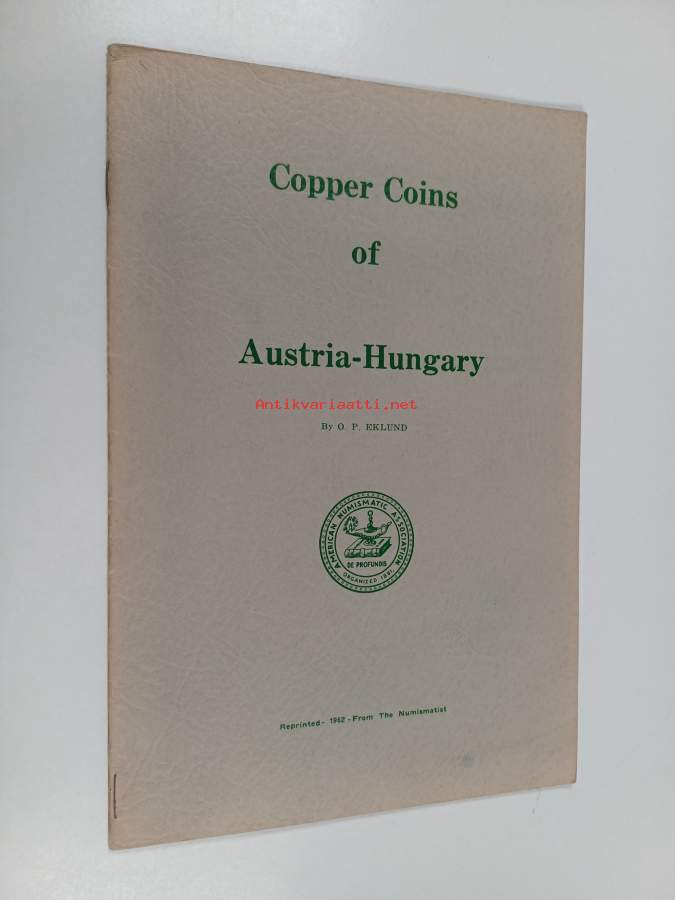 Copper Coins
of
Austria-Hungary
Antikvariaatti.net
By O. P. EKLUND
AMERICAN NUMISMATIC ASSOCIATION
DE PROFUNDIS
ORGANIZED 1891
Reprinted - 1962 - From The Numismatist